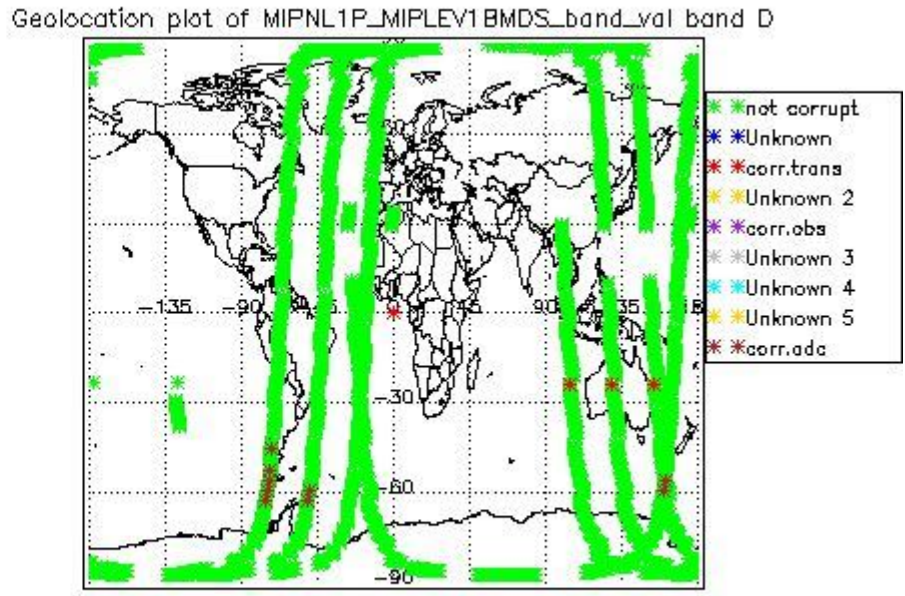 Geolocation plot of MIPNL1P_MIPLEV1BMDS_band_val band D
not corrupt
Unknown
corr.trans
Unknown 2
corr.obs
Unknown 3
Unknown 4
Unknown 5
corr.adc
-135 -90 90 135
-30
-60
-90